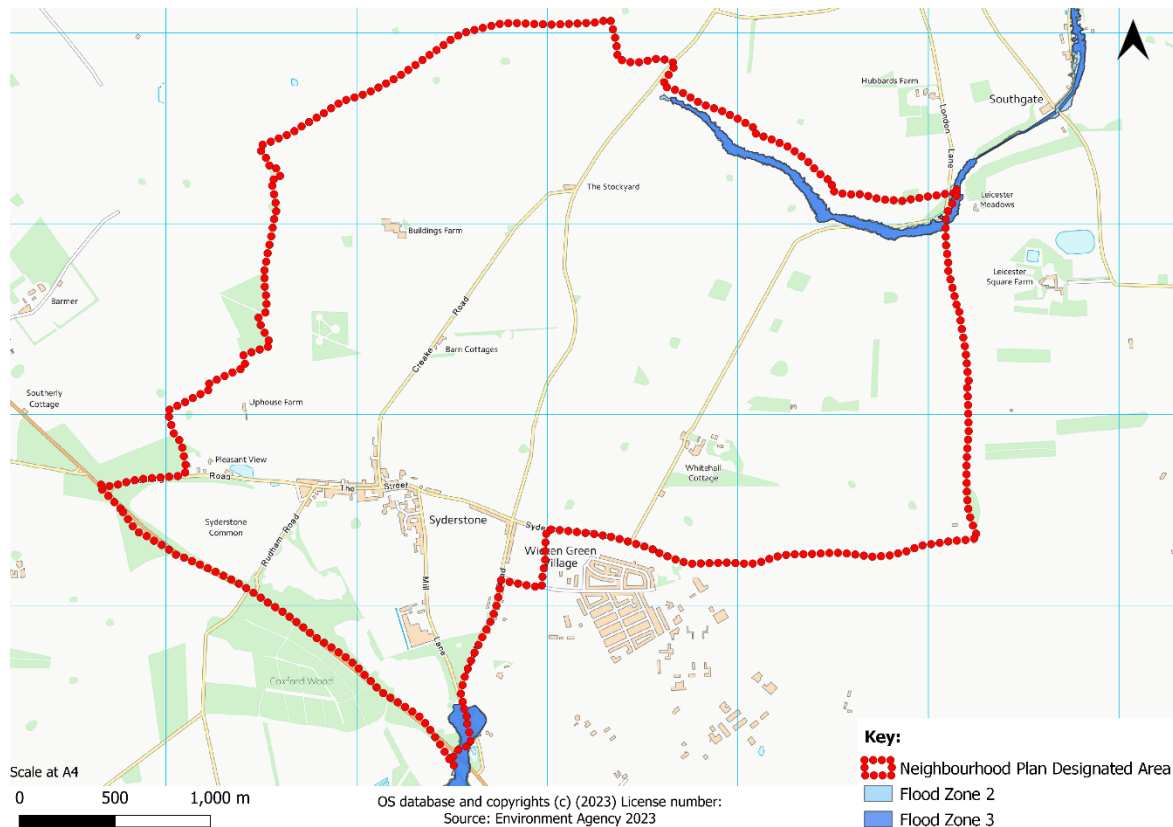 Hubbards Farm
Southgate
London Lane
The Stockyard
Leicester
Meadows
Buildings Farm
Leicester
Square Farm
Barmer
Creake Road
Barn Cottages
Southerly
Cottage
Uphouse Farm
Pleasant View
Road
The Street
Whitehall
Cottage
Syderstone
Common
Rudham Road
Syderstone
Syde
Village
Mill Lane
Coxford Wood
Key:
Neighbourhood Plan Designated Area
Flood Zone 2
Flood Zone 3
Scale at A4
0 500 1,000 m
OS database and copyrights (c) (2023) License number:
Source: Environment Agency 2023